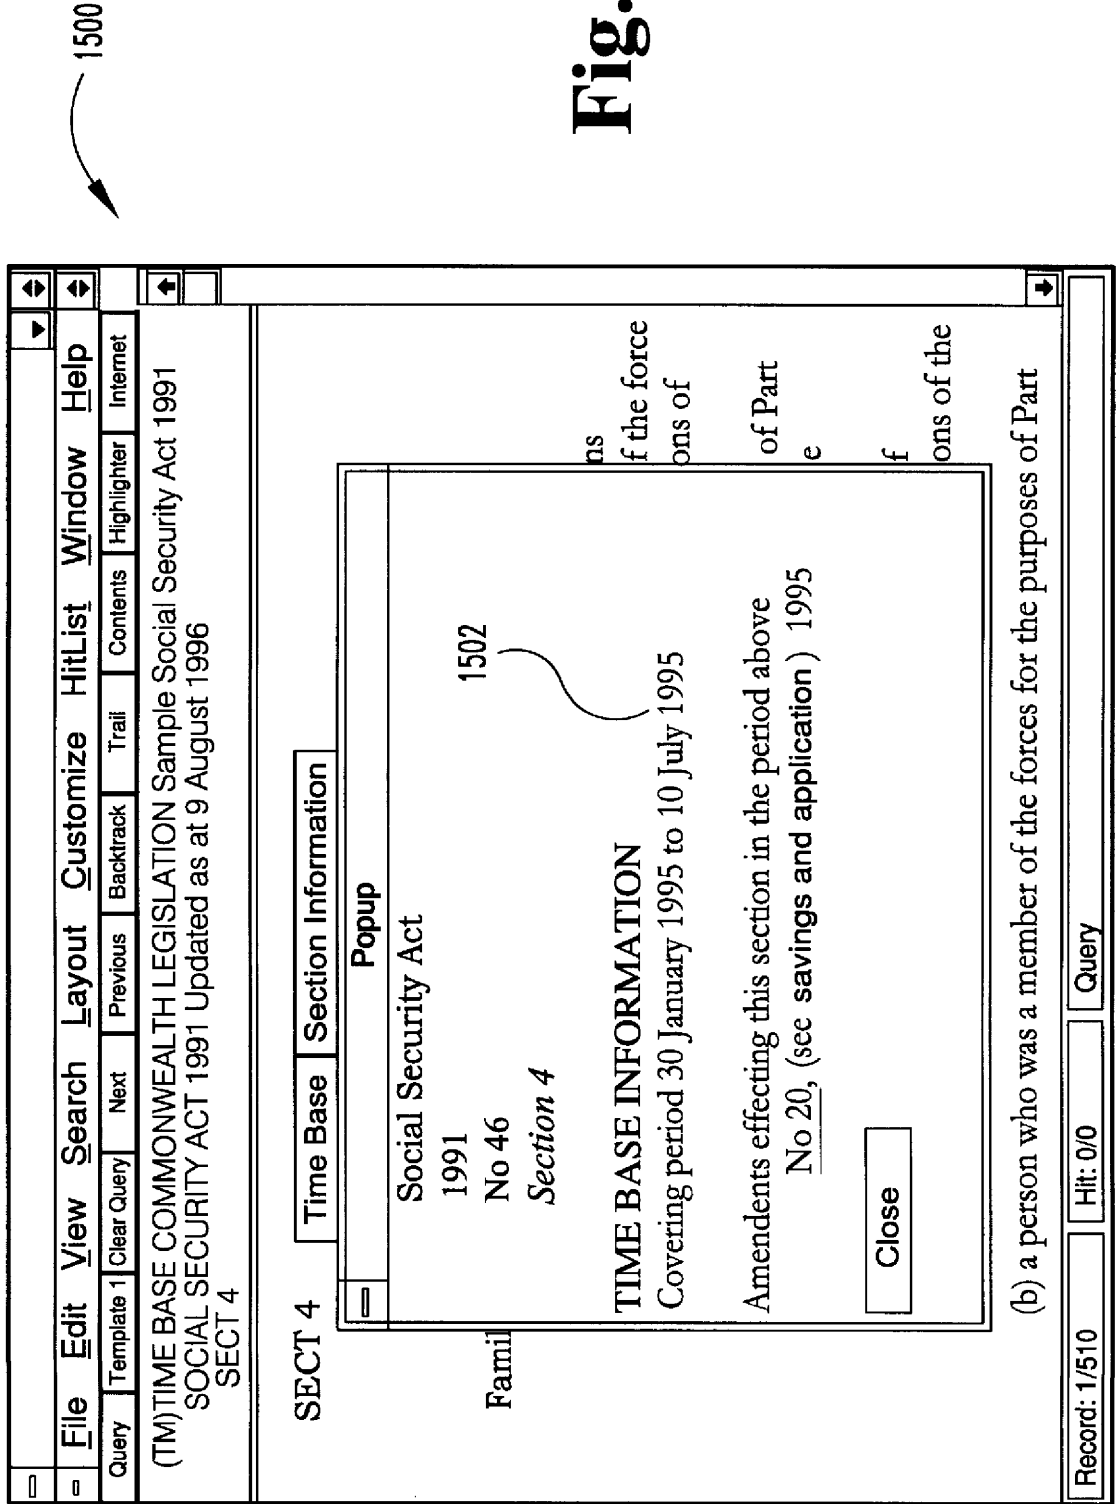 1500
File Edit View Search Layout Customize HitList Window Help
Query Template 1 Clear Query Next Previous Backtrack Trail Contents Highlighter Internet
(TM)TIME BASE COMMONWEALTH LEGISLATION Sample Social Security Act 1991
SOCIAL SECURITY ACT 1991 Updated as at 9 August 1996
SECT 4
SECT 4 Time Base Section Information
Popup
Social Security Act
1991
No 46
Section 4
1502
Famil
TIME BASE INFORMATION
Covering period 30 January 1995 to 10 July 1995
Amendents effecting this section in the period above
No 20, (see savings and application ) 1995
Close
ns
f the force
ons of
of Part
e
f
ons of the
(b) a person who was a member of the forces for the purposes of Part
Record: 1/510 Hit: 0/0 Query
Fig.